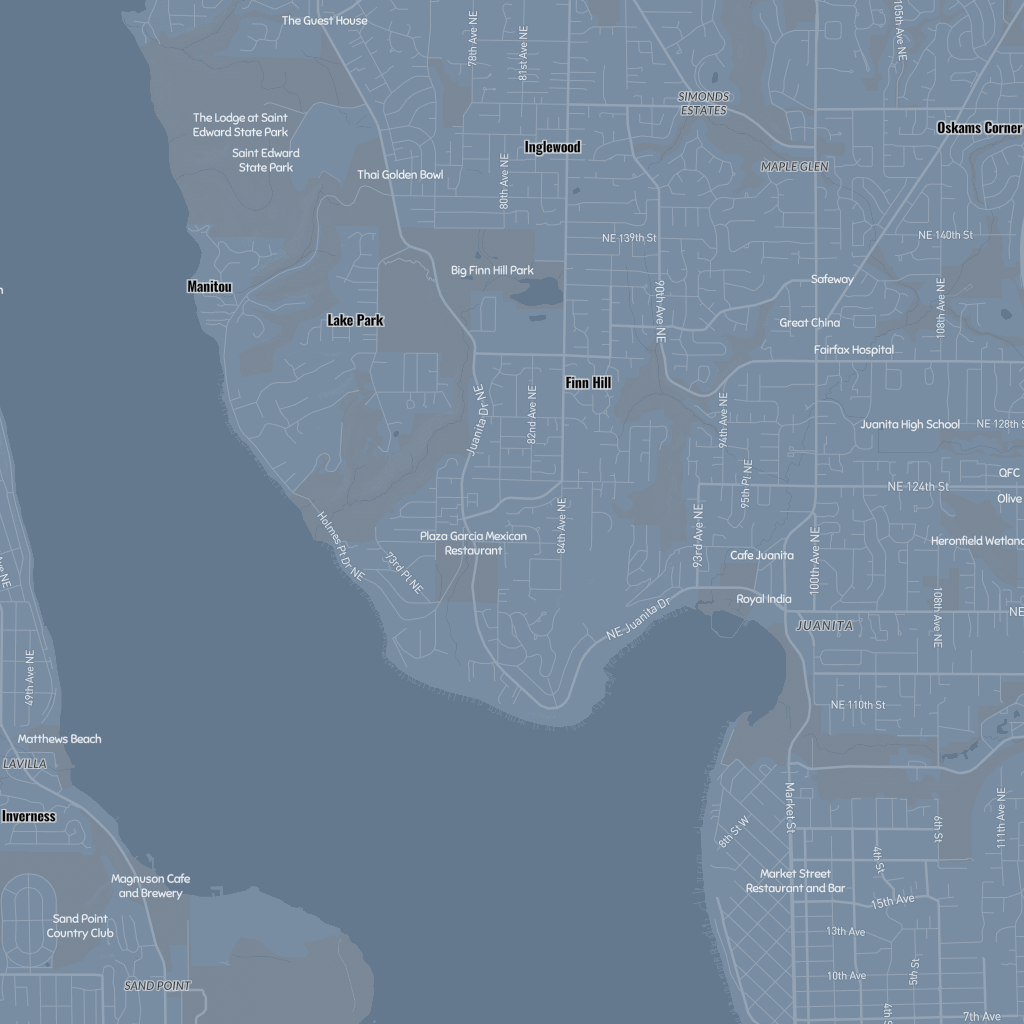 The Guest House
78th Ave NE
81st Ave NE
105th Ave NE
SIMONDS
ESTATES
The Lodge at Saint
Edward State Park
Oskams Corner
Inglewood
Saint Edward
State Park
MAPLE GLEN
Thai Golden Bowl
80th Ave NE
NE 139th St
NE 140th St
Big Finn Hill Park
Safeway
Manitou
Lake Park
90th Ave NE
108th Ave NE
Great China
Fairfax Hospital
Finn Hill
Juanita Dr NE
82nd Ave NE
94th Ave NE
Juanita High School
NE 128th S
QFC
95th Pl NE
NE 124th St
Olive
Holmes Pt Dr NE
Plaza Garcia Mexican
Restaurant
84th Ave NE
93rd Ave NE
Heronfield Wetland
Cafe Juanita
100th Ave NE
73rd Pl NE
Royal India
NE Juanita Dr
JUANITA
108th Ave NE
NE
49th Ave NE
NE 110th St
Matthews Beach
LAVILLA
Inverness
Market St
8th St W
6th St
111th Ave NE
4th St
Magnuson Cafe
and Brewery
Market Street
Restaurant and Bar
15th Ave
Sand Point
Country Club
13th Ave
10th Ave
5th St
SAND POINT
4th S
7th Ave